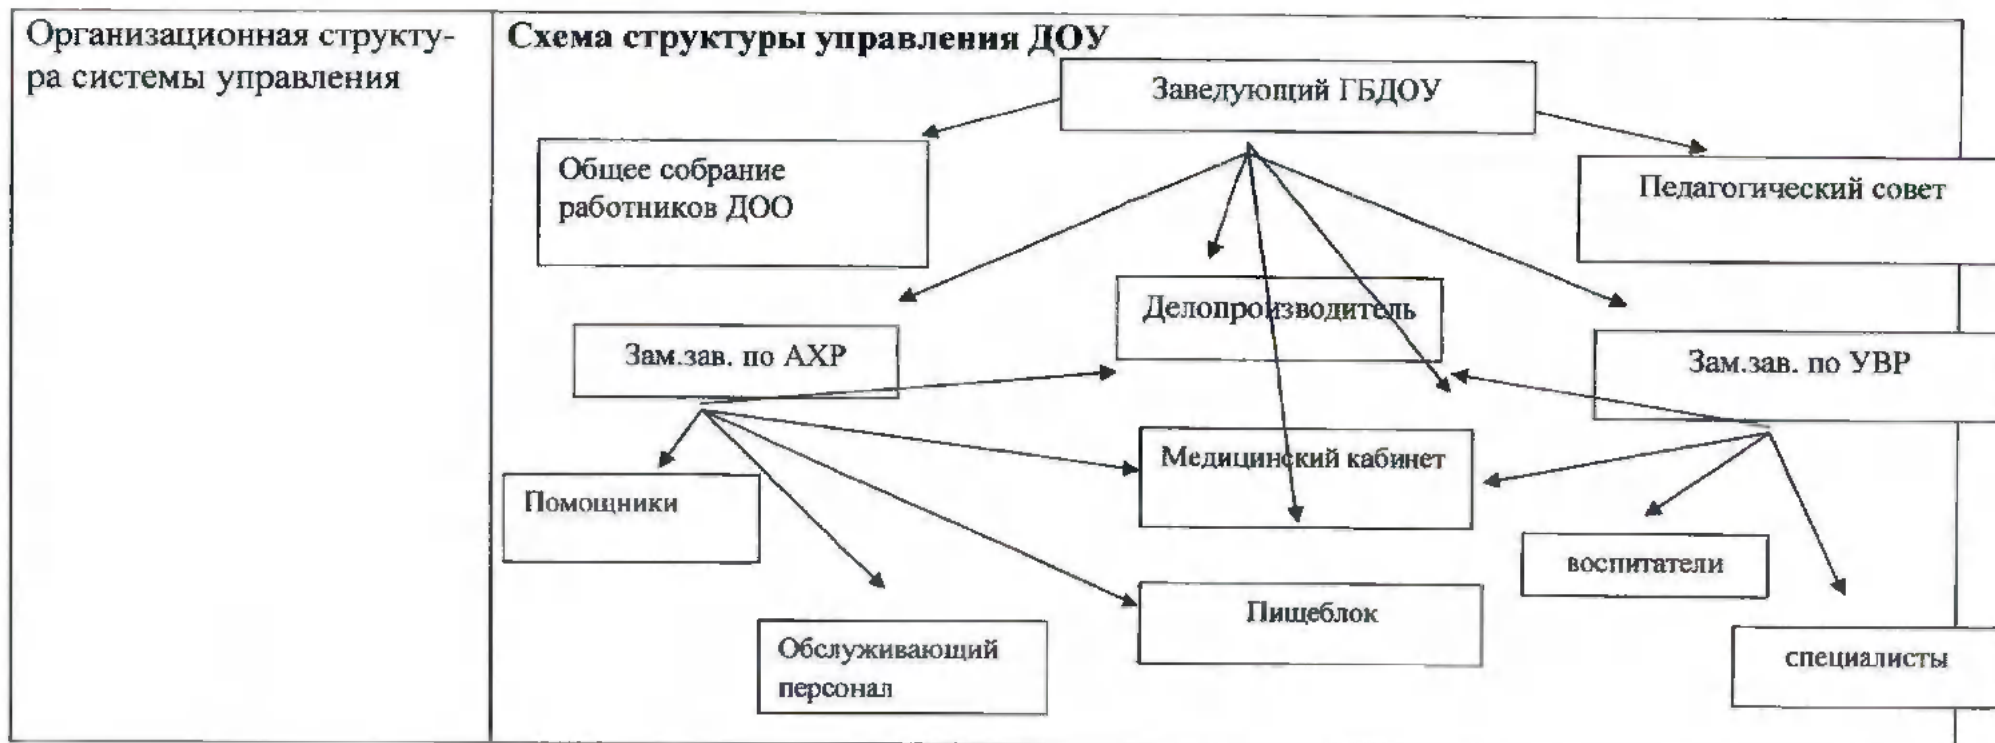 Организационная структу-
ра системы управления
Схема структуры управления ДОУ
Заведующий ГБДОУ
Общее собрание
работников ДОО
Педагогический совет
Делопроизводитель
Зам.зав. по АХР
Зам.зав. по УВР
Медицинский кабинет
Помощники
воспитатели
Пищеблок
Обслуживающий
персонал
специалисты